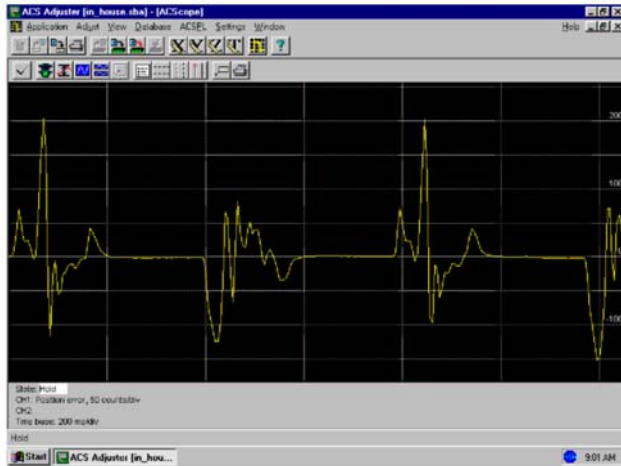 ACS Adjuster [in_house.sba] - [ACScope]
Application Adjust View Database ACSPL Settings Window Help
200
100
0
-100
State: Hold
CH1: Position error, 50 counts/div
CH2:
Time base: 200 ms/div
Hold
Start ACS Adjuster [in_hou... 9:01 AM